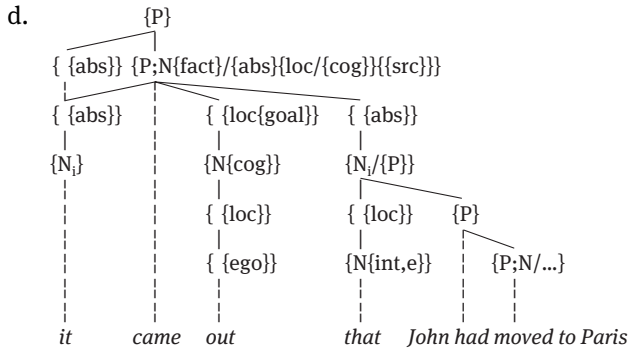 d.
{P}
{ {abs}} {P;N{fact}/{abs}{loc/{cog}}{{src}}}
{ {abs}} { {loc{goal}} { {abs}}
{Nᵢ} {N{cog}} {Nᵢ/{P}}
{ {loc}} { {loc}} {P}
{ {ego}} {N{int,e}} {P;N/...}
it came out that John had moved to Paris